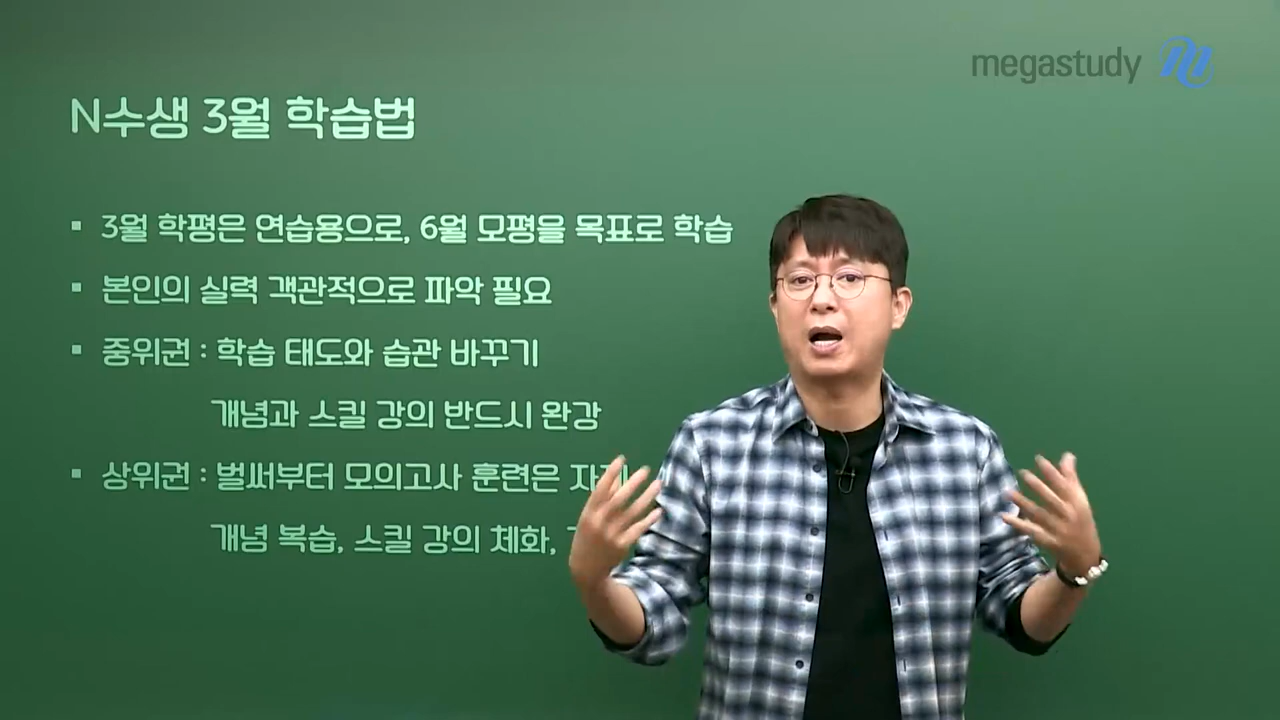 megastudy
N수생 3월 학습법
▪ 3월 학평은 연습용으로, 6월 모평을 목표로 학습
▪ 본인의 실력 객관적으로 파악 필요
▪ 중위권 : 학습 태도와 습관 바꾸기
개념과 스킬 강의 반드시 완강
▪ 상위권 : 벌써부터 모의고사 훈련은
개념 복습, 스킬 강의 체화,